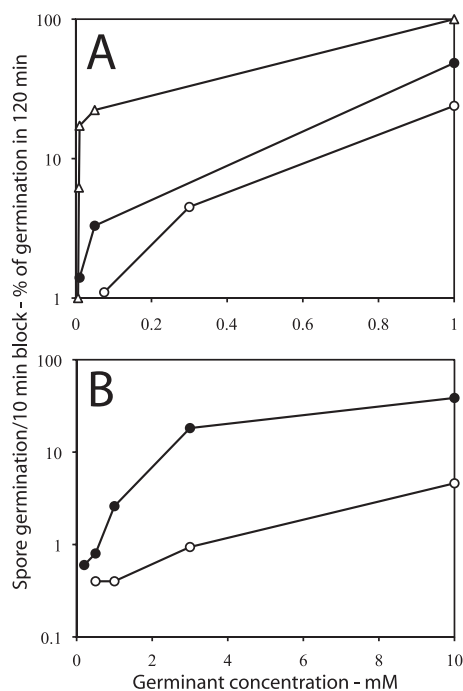 Spore germination/10 min block - % of germination in 120 min
A
100
10
1
0 0.2 0.4 0.6 0.8 1
B
100
10
1
0.1
0 2 4 6 8 10
Germinant concentration - mM